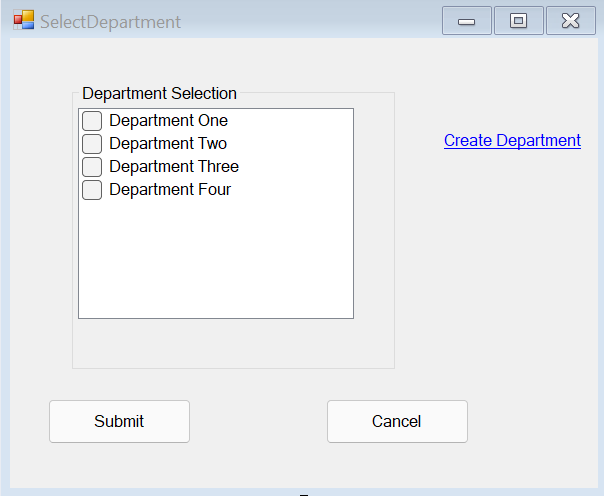 SelectDepartment
Department Selection
Department One
Department Two
Department Three
Department Four
Create Department
Submit
Cancel